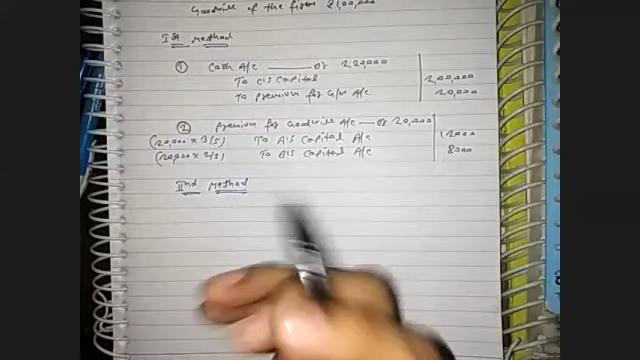 Goodwill of the firm ₹1,00,000
Ist method
① Cash A/c ——— Dr 2,20,000
To C's Capital 2,00,000
To premium for G/w A/c 20,000
② Premium for Goodwill A/c — Dr 20,000
(20,000 x 3/5) To A's Capital A/c 12000
(20,000 x 2/5) To B's Capital A/c 8000
IInd method